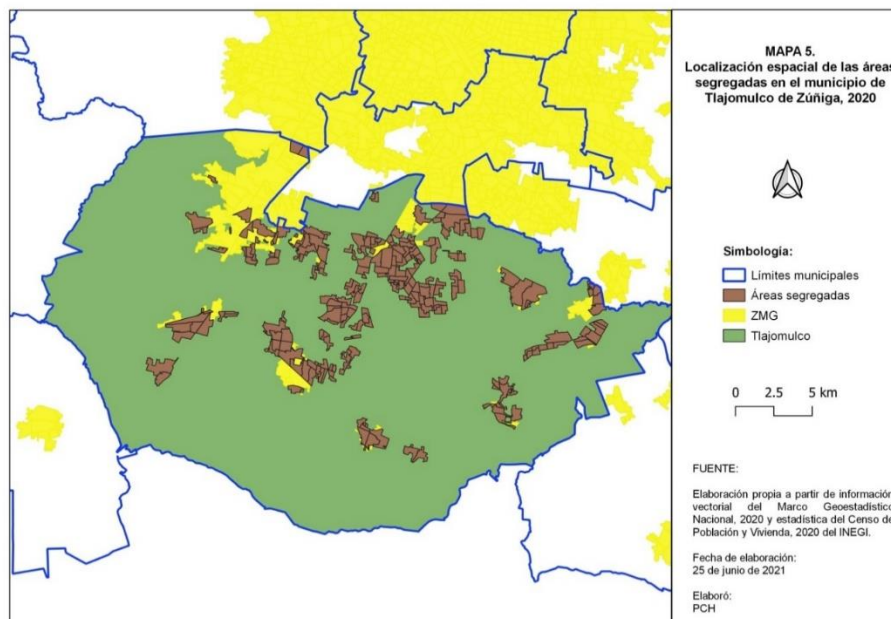 MAPA 5.
Localización espacial de las áreas
segregadas en el municipio de
Tlajomulco de Zúñiga, 2020
Simbología:
Límites municipales
Áreas segregadas
ZMG
Tlajomulco
0 2.5 5 km
FUENTE:
Elaboración propia a partir de información
vectorial del Marco Geoestadístico
Nacional, 2020 y estadística del Censo de
Población y Vivienda, 2020 del INEGI.
Fecha de elaboración:
25 de junio de 2021
Elaboró:
PCH